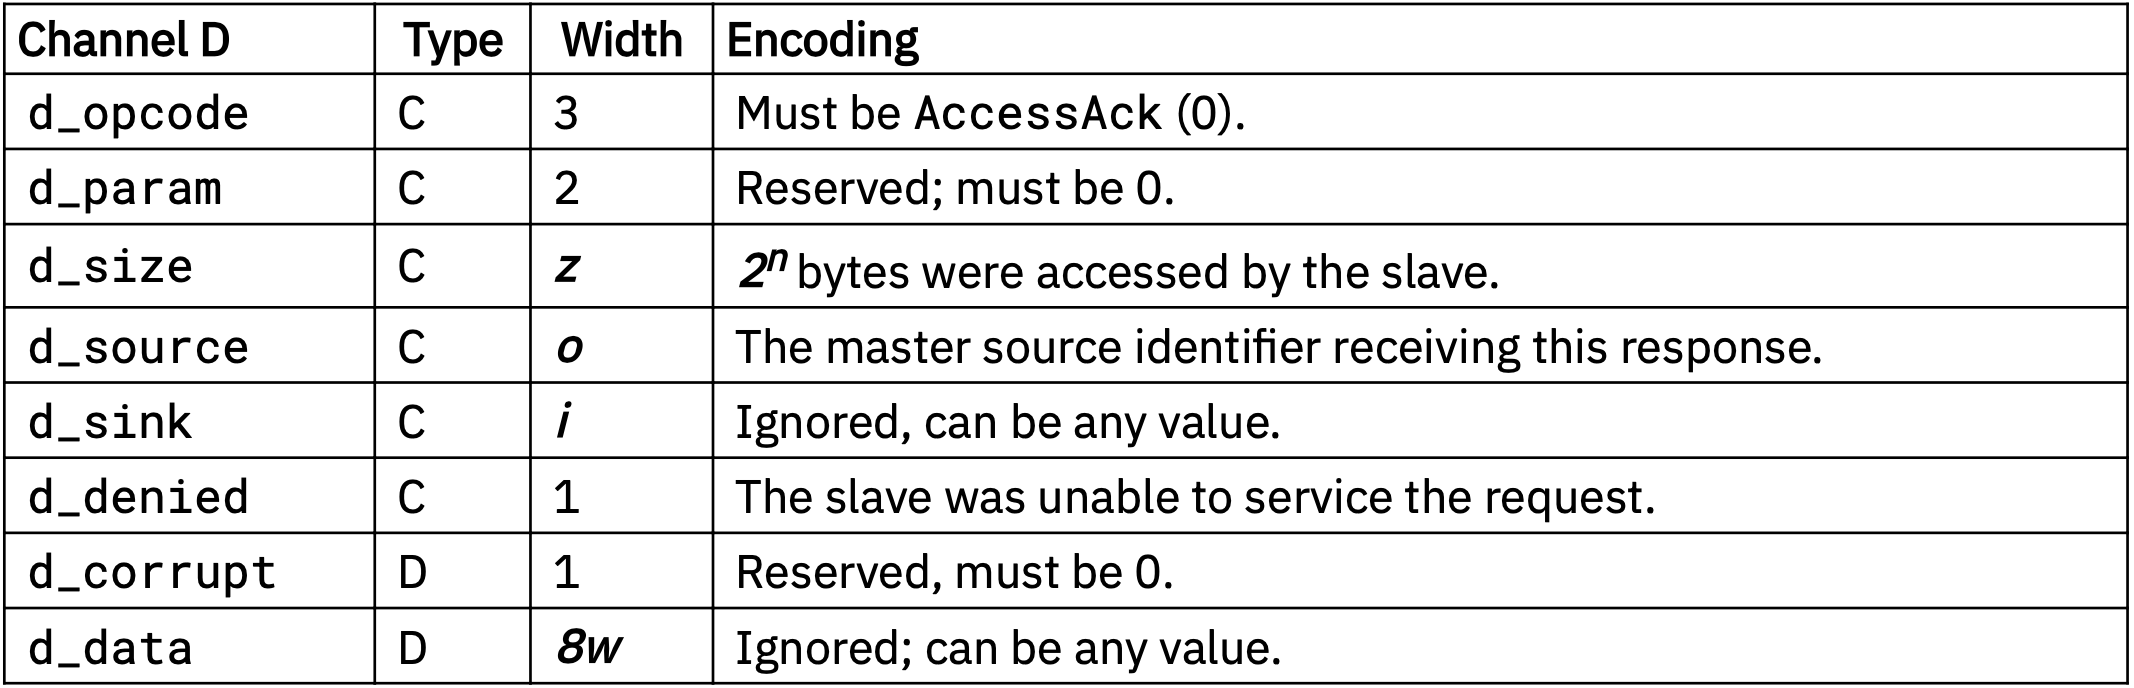 Channel D Type Width Encoding
d_opcode C 3 Must be AccessAck (0).
d_param C 2 Reserved; must be 0.
d_size C z 2ⁿ bytes were accessed by the slave.
d_source C o The master source identifier receiving this response.
d_sink C i Ignored, can be any value.
d_denied C 1 The slave was unable to service the request.
d_corrupt D 1 Reserved, must be 0.
d_data D 8w Ignored; can be any value.